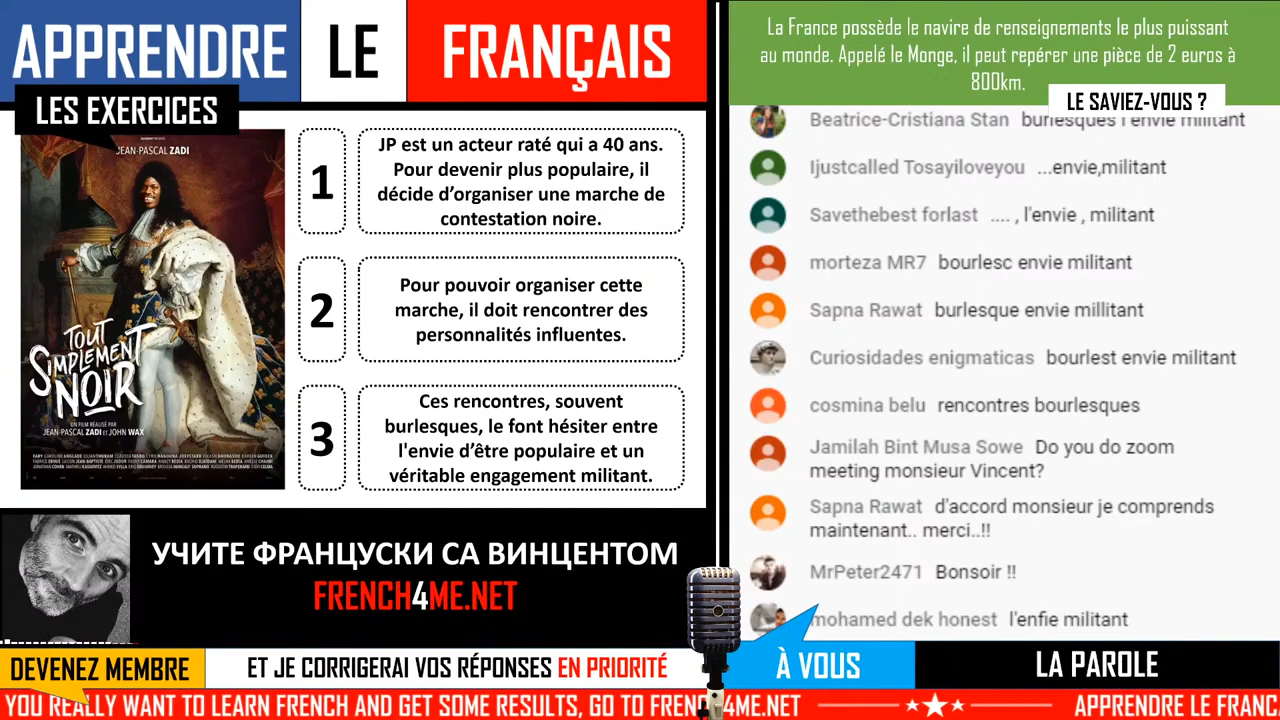 APPRENDRE LE FRANÇAIS
LES EXERCICES
JEAN-PASCAL ZADI
TOUT
SIMPLEMENT
NOIR
UN FILM RÉALISÉ PAR
JEAN-PASCAL ZADI ET JOHN WAX
1
JP est un acteur raté qui a 40 ans.
Pour devenir plus populaire, il
décide d’organiser une marche de
contestation noire.
2
Pour pouvoir organiser cette
marche, il doit rencontrer des
personnalités influentes.
3
Ces rencontres, souvent
burlesques, le font hésiter entre
l'envie d’être populaire et un
véritable engagement militant.
УЧИТЕ ФРАНЦУСКИ СА ВИНЦЕНТОМ
FRENCH4ME.NET
DEVENEZ MEMBRE
ET JE CORRIGERAI VOS RÉPONSES EN PRIORITÉ
La France possède le navire de renseignements le plus puissant
au monde. Appelé le Monge, il peut repérer une pièce de 2 euros à
800km.
LE SAVIEZ-VOUS ?
Beatrice-Cristiana Stan burlesques l'envie militant
Ijustcalled Tosayiloveyou ...envie,militant
Savethebest forlast .... , l'envie , militant
morteza MR7 bourlesc envie militant
Sapna Rawat burlesque envie millitant
Curiosidades enigmaticas bourlest envie militant
cosmina belu rencontres bourlesques
Jamilah Bint Musa Sowe Do you do zoom
meeting monsieur Vincent?
Sapna Rawat d'accord monsieur je comprends
maintenant.. merci..!!
MrPeter2471 Bonsoir !!
mohamed dek honest l'enfie militant
À VOUS
LA PAROLE
YOU REALLY WANT TO LEARN FRENCH AND GET SOME RESULTS, GO TO FRENCH4ME.NET
APPRENDRE LE FRANC